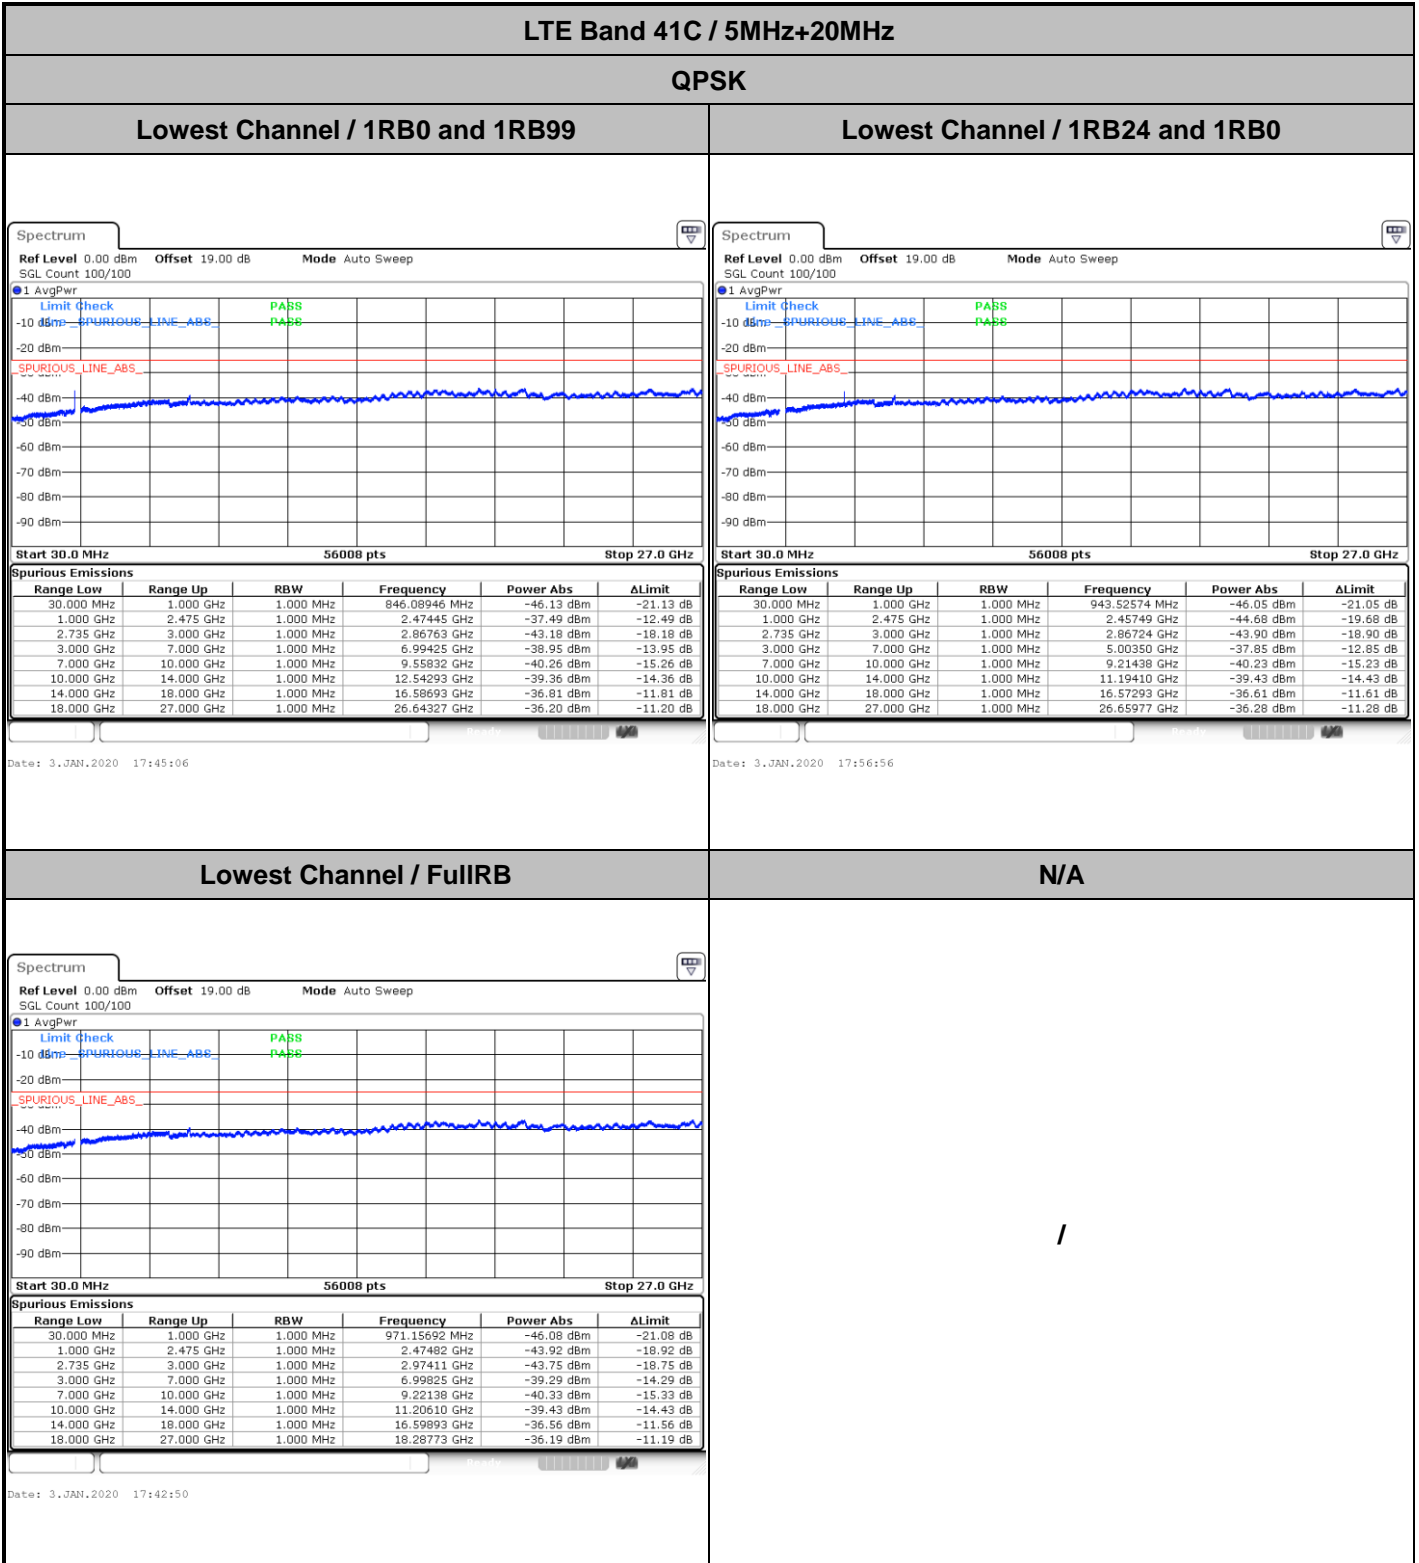 LTE Band 41C / 5MHz+20MHz
QPSK
Lowest Channel / 1RB0 and 1RB99
Lowest Channel / 1RB24 and 1RB0
Spectrum
Ref Level 0.00 dBm Offset 19.00 dB Mode Auto Sweep
SGL Count 100/100
1 AvgPwr
Limit Check PASS
-10 dBm Line _SPURIOUS_LINE_ABS_ PASS
-20 dBm
_SPURIOUS_LINE_ABS_
-40 dBm
-50 dBm
-60 dBm
-70 dBm
-80 dBm
-90 dBm
Start 30.0 MHz 56008 pts Stop 27.0 GHz
Spurious Emissions
Range Low Range Up RBW Frequency Power Abs ΔLimit
30.000 MHz 1.000 GHz 1.000 MHz 846.08946 MHz -46.13 dBm -21.13 dB
1.000 GHz 2.475 GHz 1.000 MHz 2.47445 GHz -37.49 dBm -12.49 dB
2.735 GHz 3.000 GHz 1.000 MHz 2.86763 GHz -43.18 dBm -18.18 dB
3.000 GHz 7.000 GHz 1.000 MHz 6.99425 GHz -38.95 dBm -13.95 dB
7.000 GHz 10.000 GHz 1.000 MHz 9.55832 GHz -40.26 dBm -15.26 dB
10.000 GHz 14.000 GHz 1.000 MHz 12.54293 GHz -39.36 dBm -14.36 dB
14.000 GHz 18.000 GHz 1.000 MHz 16.58693 GHz -36.81 dBm -11.81 dB
18.000 GHz 27.000 GHz 1.000 MHz 26.64327 GHz -36.20 dBm -11.20 dB
Ready
Date: 3.JAN.2020 17:45:06
Spectrum
Ref Level 0.00 dBm Offset 19.00 dB Mode Auto Sweep
SGL Count 100/100
1 AvgPwr
Limit Check PASS
-10 dBm Line _SPURIOUS_LINE_ABS_ PASS
-20 dBm
_SPURIOUS_LINE_ABS_
-40 dBm
-50 dBm
-60 dBm
-70 dBm
-80 dBm
-90 dBm
Start 30.0 MHz 56008 pts Stop 27.0 GHz
Spurious Emissions
Range Low Range Up RBW Frequency Power Abs ΔLimit
30.000 MHz 1.000 GHz 1.000 MHz 943.52574 MHz -46.05 dBm -21.05 dB
1.000 GHz 2.475 GHz 1.000 MHz 2.45749 GHz -44.68 dBm -19.68 dB
2.735 GHz 3.000 GHz 1.000 MHz 2.86724 GHz -43.90 dBm -18.90 dB
3.000 GHz 7.000 GHz 1.000 MHz 5.00350 GHz -37.85 dBm -12.85 dB
7.000 GHz 10.000 GHz 1.000 MHz 9.21438 GHz -40.23 dBm -15.23 dB
10.000 GHz 14.000 GHz 1.000 MHz 11.19410 GHz -39.43 dBm -14.43 dB
14.000 GHz 18.000 GHz 1.000 MHz 16.57293 GHz -36.61 dBm -11.61 dB
18.000 GHz 27.000 GHz 1.000 MHz 26.65977 GHz -36.28 dBm -11.28 dB
Ready
Date: 3.JAN.2020 17:56:56
Lowest Channel / FullRB
N/A
Spectrum
Ref Level 0.00 dBm Offset 19.00 dB Mode Auto Sweep
SGL Count 100/100
1 AvgPwr
Limit Check PASS
-10 dBm Line _SPURIOUS_LINE_ABS_ PASS
-20 dBm
_SPURIOUS_LINE_ABS_
-40 dBm
-50 dBm
-60 dBm
-70 dBm
-80 dBm
-90 dBm
Start 30.0 MHz 56008 pts Stop 27.0 GHz
Spurious Emissions
Range Low Range Up RBW Frequency Power Abs ΔLimit
30.000 MHz 1.000 GHz 1.000 MHz 971.15692 MHz -46.08 dBm -21.08 dB
1.000 GHz 2.475 GHz 1.000 MHz 2.47482 GHz -43.92 dBm -18.92 dB
2.735 GHz 3.000 GHz 1.000 MHz 2.97411 GHz -43.75 dBm -18.75 dB
3.000 GHz 7.000 GHz 1.000 MHz 6.99825 GHz -39.29 dBm -14.29 dB
7.000 GHz 10.000 GHz 1.000 MHz 9.22138 GHz -40.33 dBm -15.33 dB
10.000 GHz 14.000 GHz 1.000 MHz 11.20610 GHz -39.43 dBm -14.43 dB
14.000 GHz 18.000 GHz 1.000 MHz 16.59893 GHz -36.56 dBm -11.56 dB
18.000 GHz 27.000 GHz 1.000 MHz 18.28773 GHz -36.19 dBm -11.19 dB
Ready
Date: 3.JAN.2020 17:42:50
/